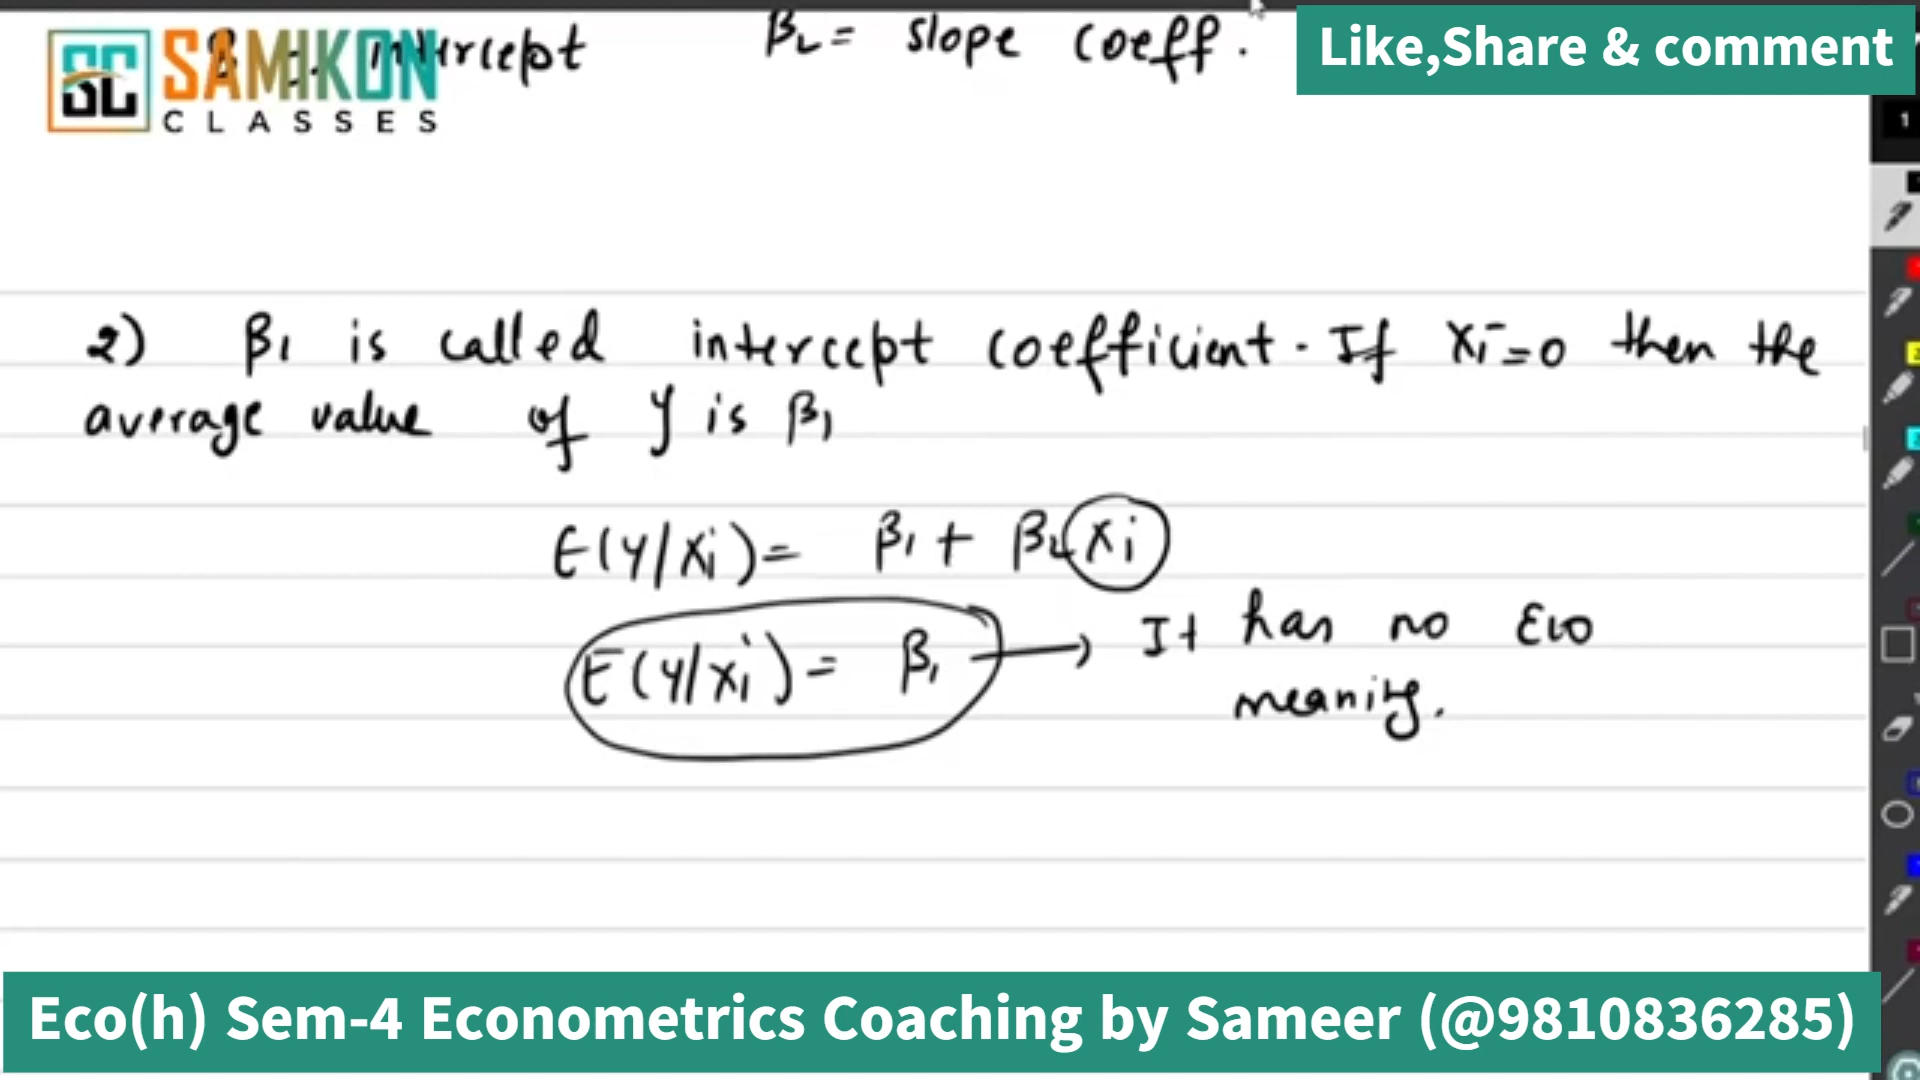 intercept β₂ = slope coeff.
Like,Share & comment
SC SAMIKON
CLASSES
2) β₁ is called intercept coefficient. If Xi=0 then the
average value of Y is β₁
E(Y/Xi) = β₁ + β₂ Xi
E(Y/Xi) = β₁ → It has no Eco
meaning.
Eco(h) Sem-4 Econometrics Coaching by Sameer (@9810836285)